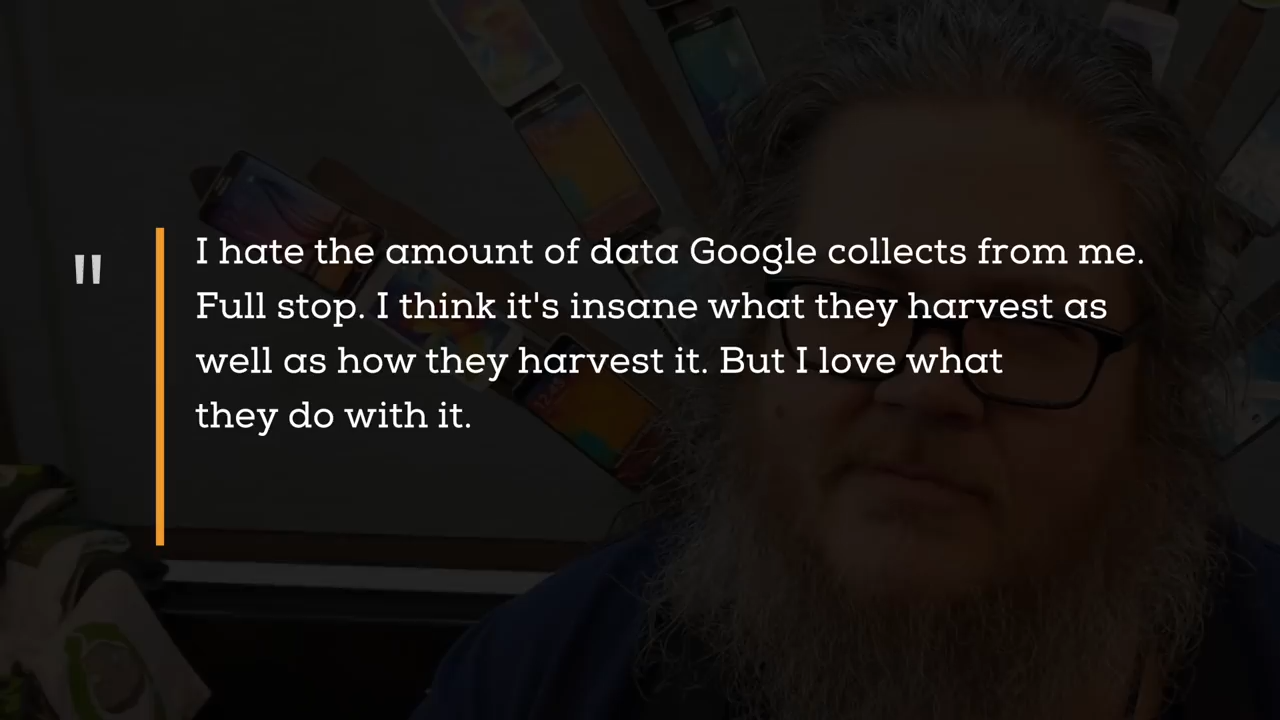 "
I hate the amount of data Google collects from me.
Full stop. I think it's insane what they harvest as
well as how they harvest it. But I love what
they do with it.